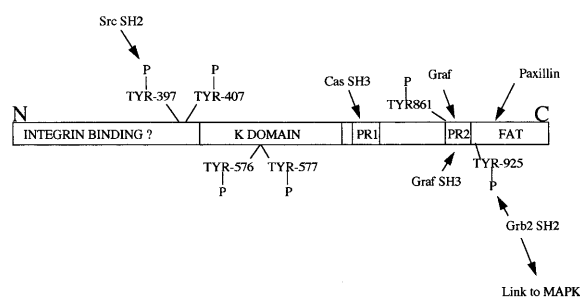 Src SH2
P
P
TYR-397
TYR-407
Cas SH3
P
TYR861
Graf
Paxillin
N
C
INTEGRIN BINDING ?
K DOMAIN
PR1
PR2
FAT
TYR-576
TYR-577
P
P
Graf SH3
TYR-925
P
Grb2 SH2
Link to MAPK